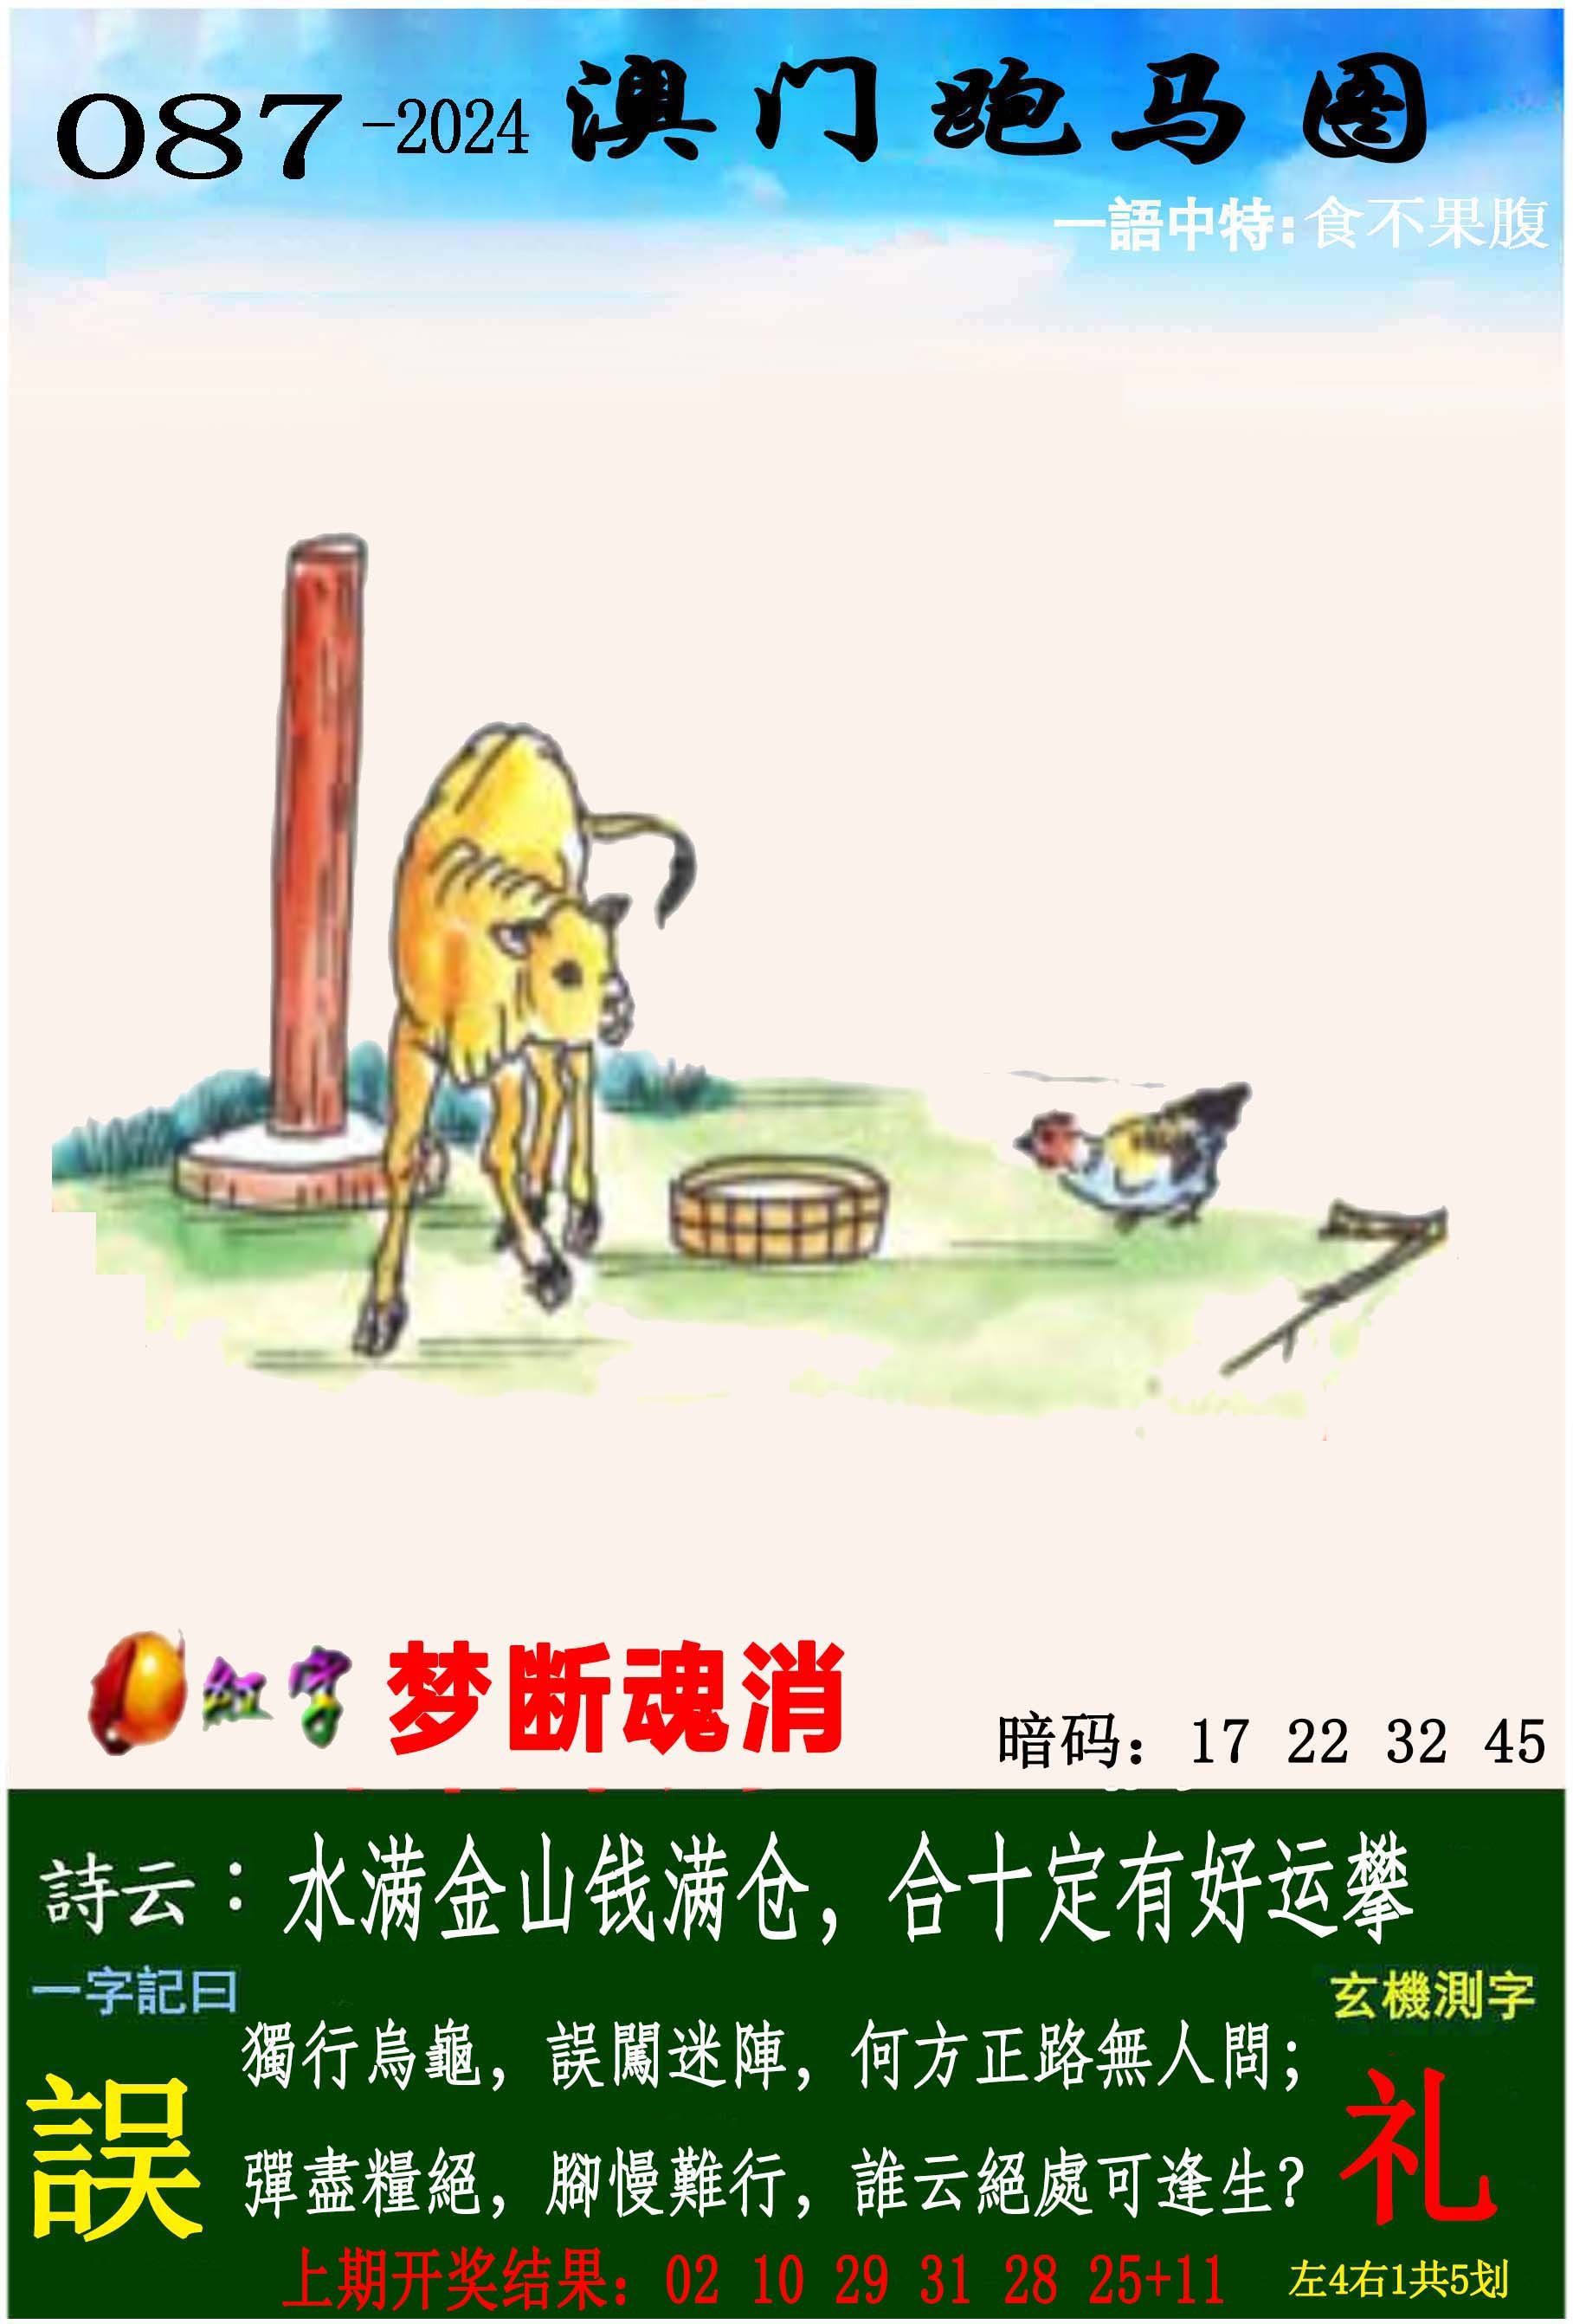 087-2024 澳门跑马图
一語中特:食不果腹
红字 梦断魂消
暗码：17 22 32 45
詩云：水满金山钱满仓，合十定有好运攀
一字記曰
玄機測字
獨行烏龜，誤闖迷陣，何方正路無人問；
誤
礼
彈盡糧絕，腳慢難行，誰云絕處可逢生？
上期开奖结果：02 10 29 31 28 25+11
左4右1共5划